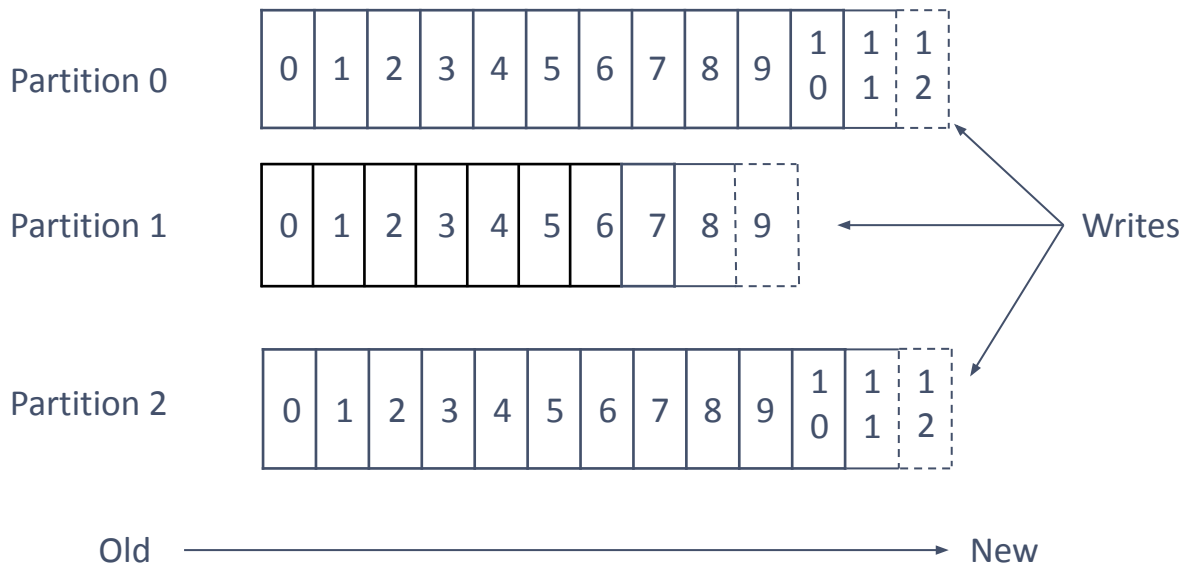 Partition 0 0 1 2 3 4 5 6 7 8 9 10 11 12
Partition 1 0 1 2 3 4 5 6 7 8 9 Writes
Partition 2 0 1 2 3 4 5 6 7 8 9 10 11 12
Old New